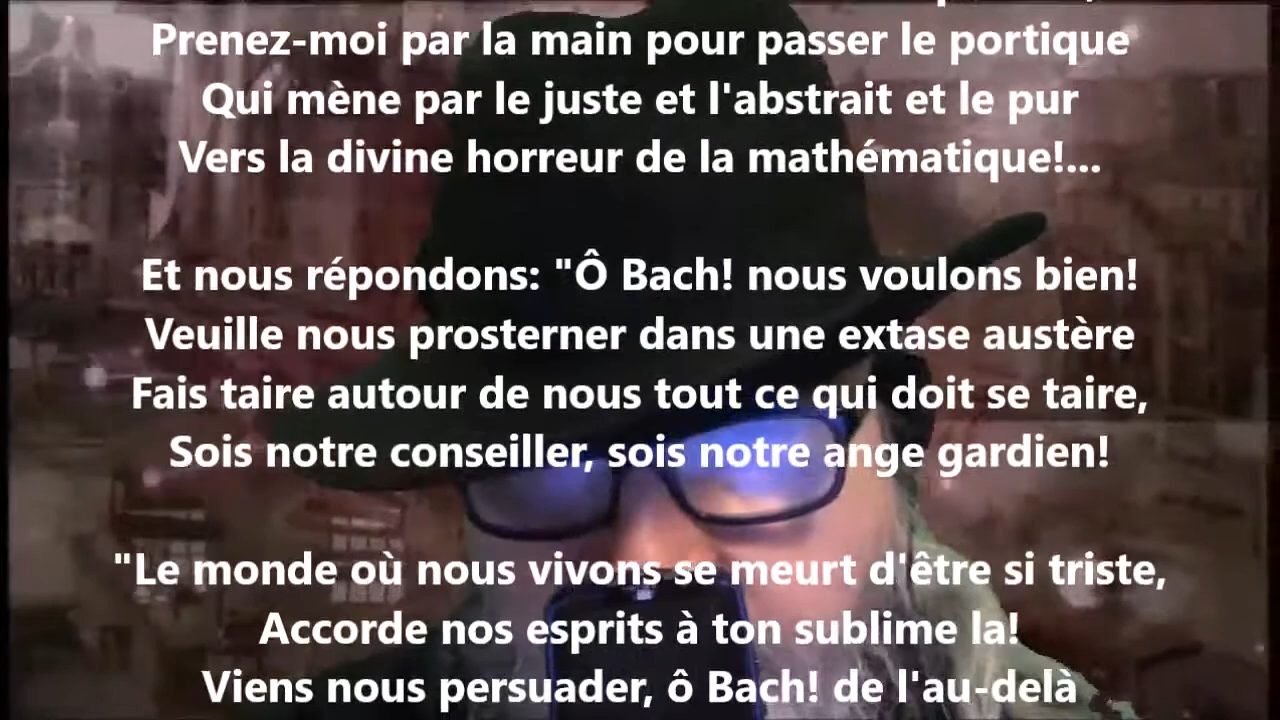 Prenez-moi par la main pour passer le portique
Qui mène par le juste et l'abstrait et le pur
Vers la divine horreur de la mathématique!...
Et nous répondons: "Ô Bach! nous voulons bien!
Veuille nous prosterner dans une extase austère
Fais taire autour de nous tout ce qui doit se taire,
Sois notre conseiller, sois notre ange gardien!
"Le monde où nous vivons se meurt d'être si triste,
Accorde nos esprits à ton sublime la!
Viens nous persuader, ô Bach! de l'au-delà